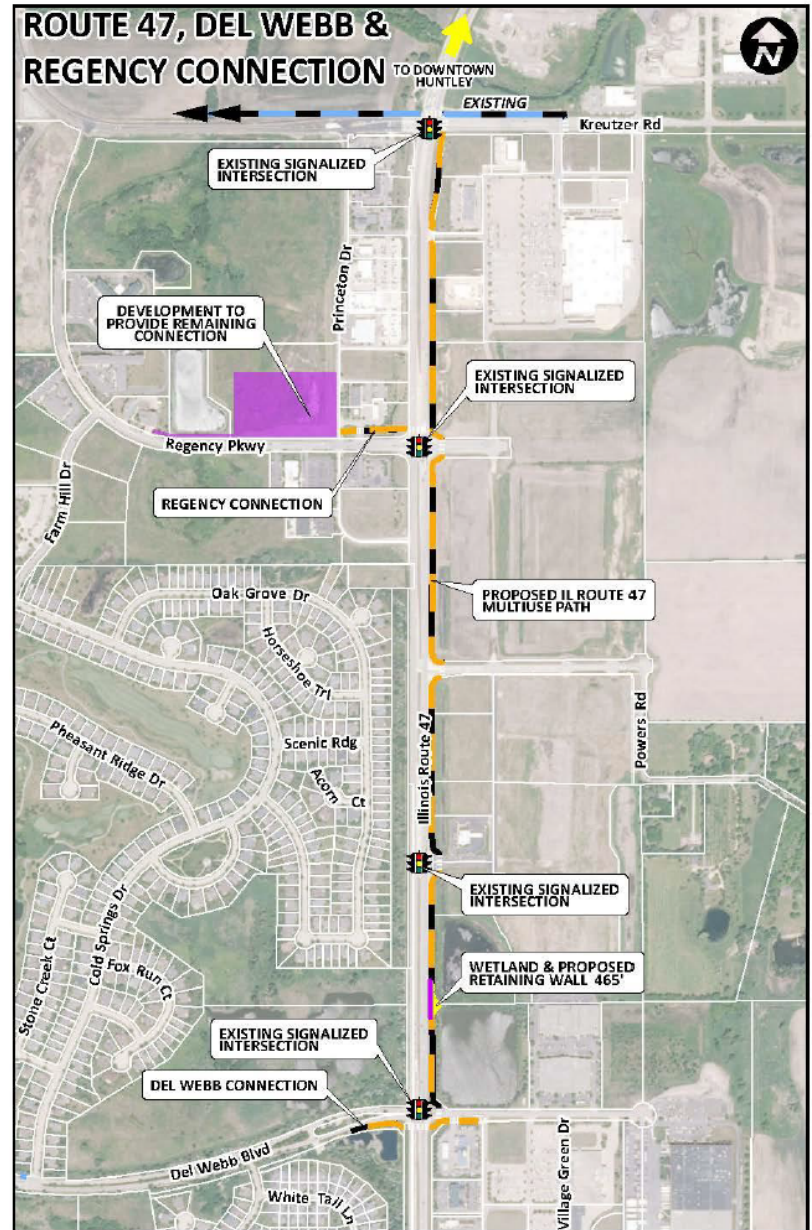 ROUTE 47, DEL WEBB &
REGENCY CONNECTION
TO DOWNTOWN
HUNTLEY
N
EXISTING
Kreutzer Rd
EXISTING SIGNALIZED
INTERSECTION
Princeton Dr
DEVELOPMENT TO
PROVIDE REMAINING
CONNECTION
EXISTING SIGNALIZED
INTERSECTION
Regency Pkwy
Farm Hill Dr
REGENCY CONNECTION
PROPOSED IL ROUTE 47
MULTIUSE PATH
Oak Grove Dr
Horseshoe Trl
Scenic Rdg
Acorn Ct
Pheasant Ridge Dr
Illinois Route 47
Powers Rd
EXISTING SIGNALIZED
INTERSECTION
Cold Springs Dr
Stone Creek Ct
Fox Run Ct
WETLAND & PROPOSED
RETAINING WALL 465'
EXISTING SIGNALIZED
INTERSECTION
DEL WEBB CONNECTION
Del Webb Blvd
Village Green Dr
White Tail Ln